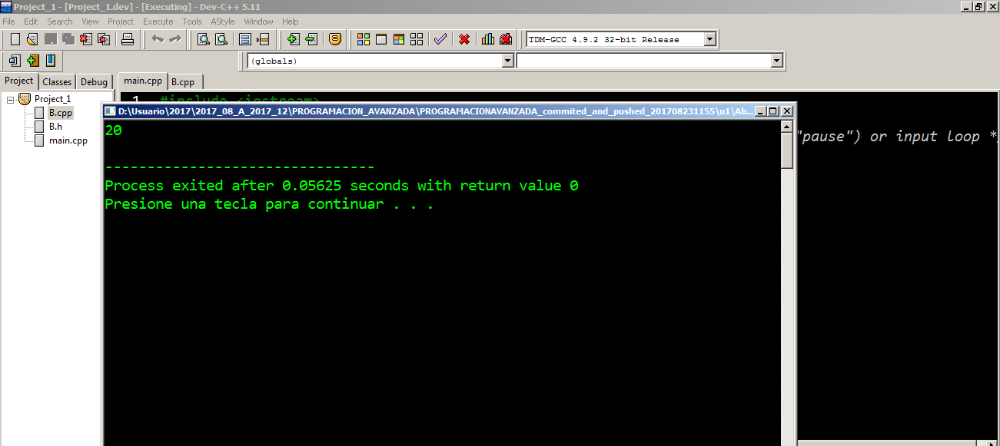 Project_1 - [Project_1.dev] - [Executing] - Dev-C++ 5.11
File Edit Search View Project Execute Tools AStyle Window Help
TDM-GCC 4.9.2 32-bit Release
(globals)
Project Classes Debug main.cpp B.cpp
Project_1
B.cpp
B.h
main.cpp
1 #include <iostream>
"pause") or input loop *
D:\Usuario\2017\2017_08_A_2017_12\PROGRAMACION_AVANZADA\PROGRAMACIONAVANZADA_commited_and_pushed_201708231155\u1\Ab...
20
--------------------------------
Process exited after 0.05625 seconds with return value 0
Presione una tecla para continuar . . .